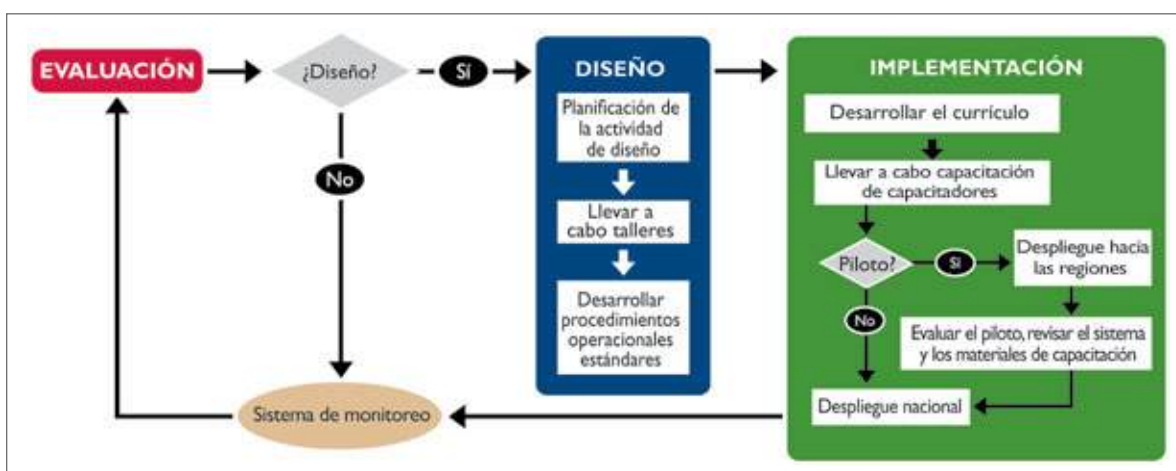 EVALUACIÓN
¿Diseño?
Sí
No
Sistema de monitoreo
DISEÑO
Planificación de
la actividad
de diseño
Llevar a
cabo talleres
Desarrollar
procedimientos
operacionales
estándares
IMPLEMENTACIÓN
Desarrollar el currículo
Llevar a cabo capacitación
de capacitadores
Piloto?
Sí
No
Despliegue hacia
las regiones
Evaluar el piloto, revisar el sistema
y los materiales de capacitación
Despliegue nacional